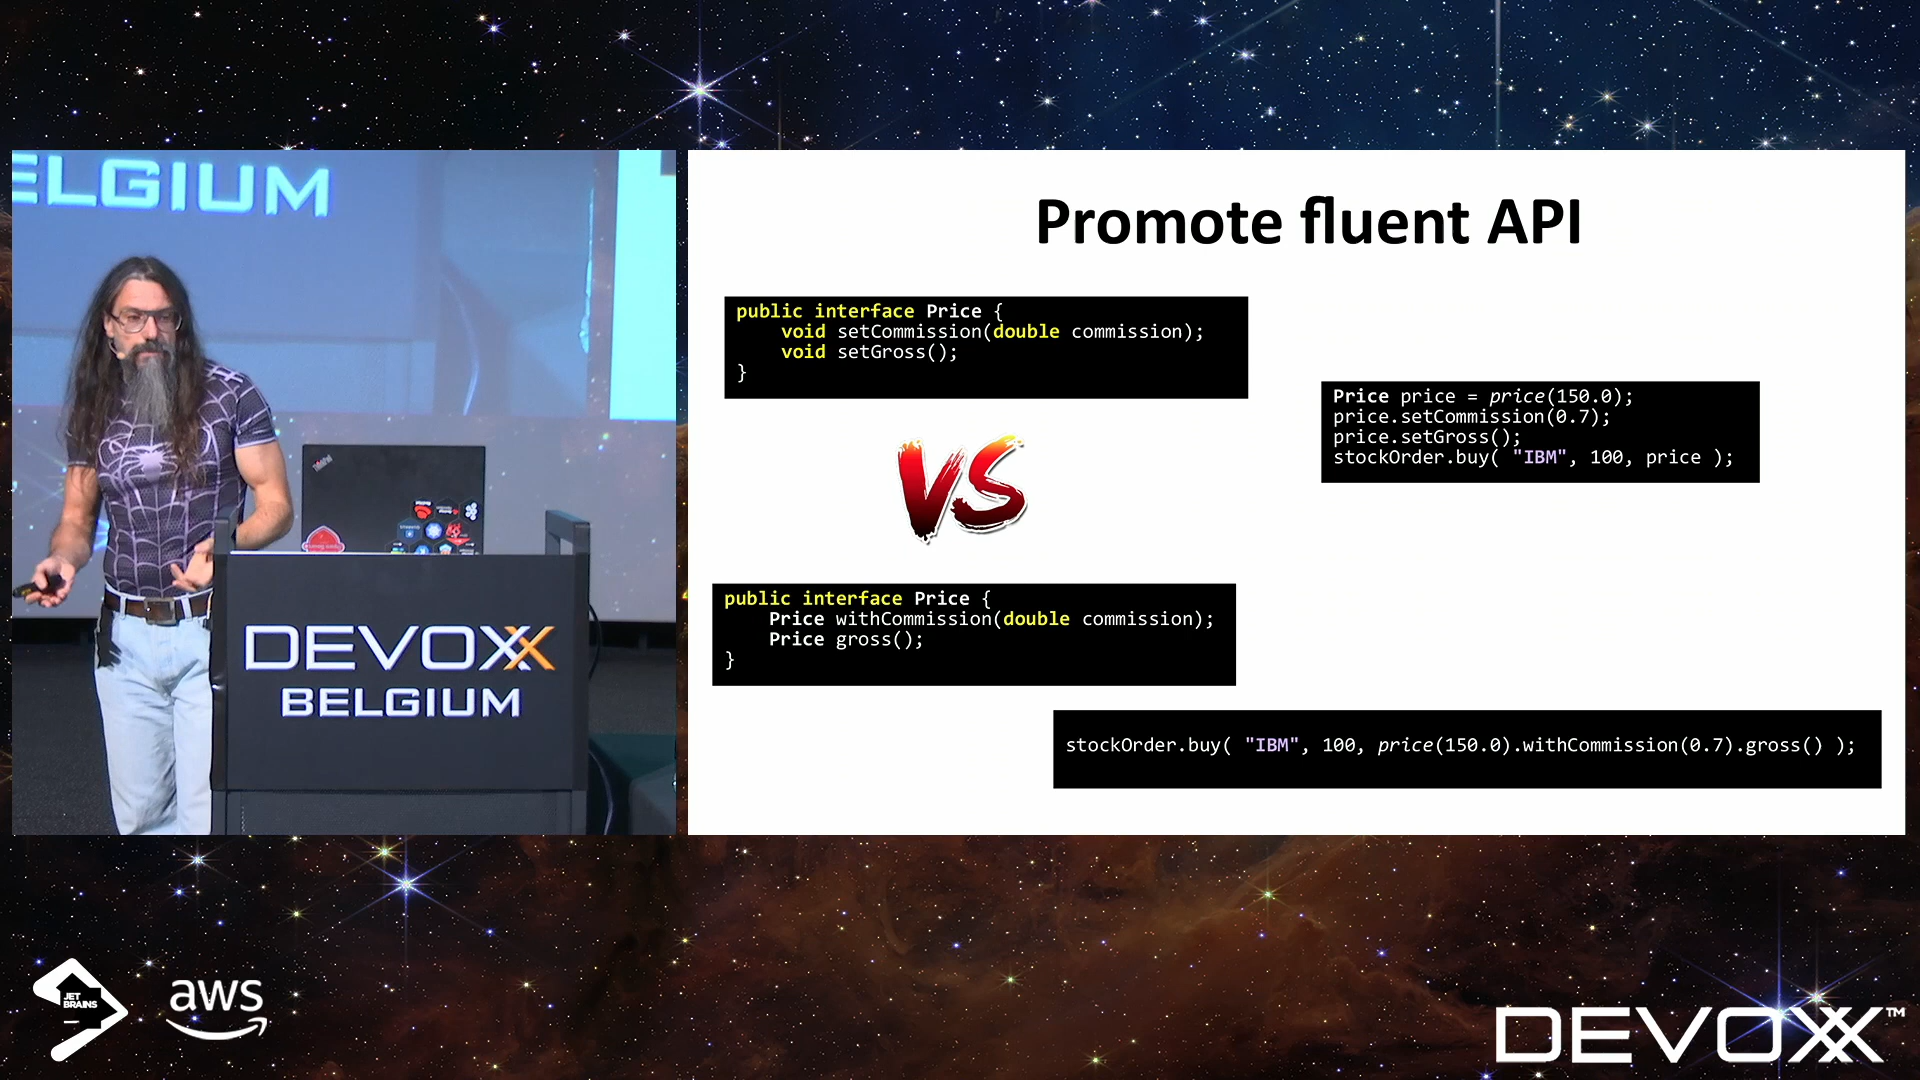 ELGIUM
ThinkPad
DEVOXX
BELGIUM
Promote fluent API
public interface Price {
    void setCommission(double commission);
    void setGross();
}
Price price = price(150.0);
price.setCommission(0.7);
price.setGross();
stockOrder.buy( "IBM", 100, price );
VS
public interface Price {
    Price withCommission(double commission);
    Price gross();
}
stockOrder.buy( "IBM", 100, price(150.0).withCommission(0.7).gross() );
JET
BRAINS
aws
DEVOXX™